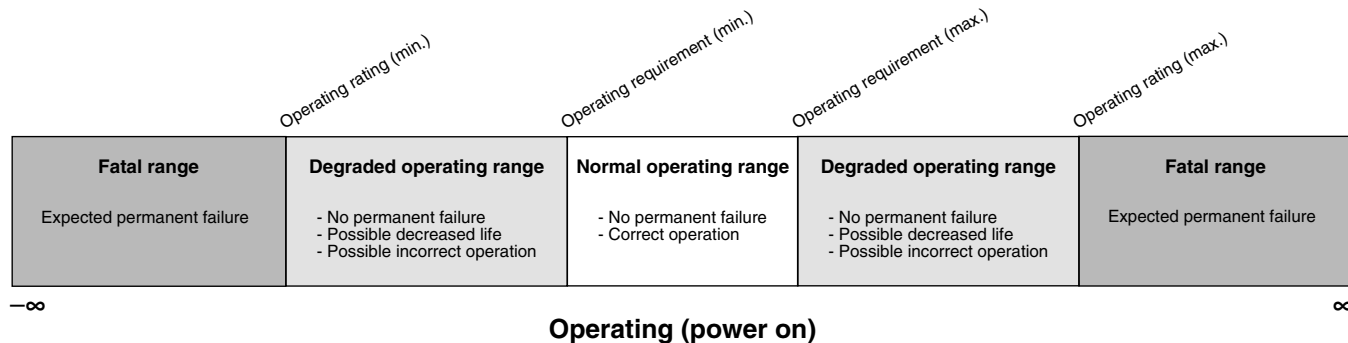 Operating rating (min.)
Operating requirement (min.)
Operating requirement (max.)
Operating rating (max.)
Fatal range
Expected permanent failure
Degraded operating range
- No permanent failure
- Possible decreased life
- Possible incorrect operation
Normal operating range
- No permanent failure
- Correct operation
Degraded operating range
- No permanent failure
- Possible decreased life
- Possible incorrect operation
Fatal range
Expected permanent failure
–∞
∞
Operating (power on)